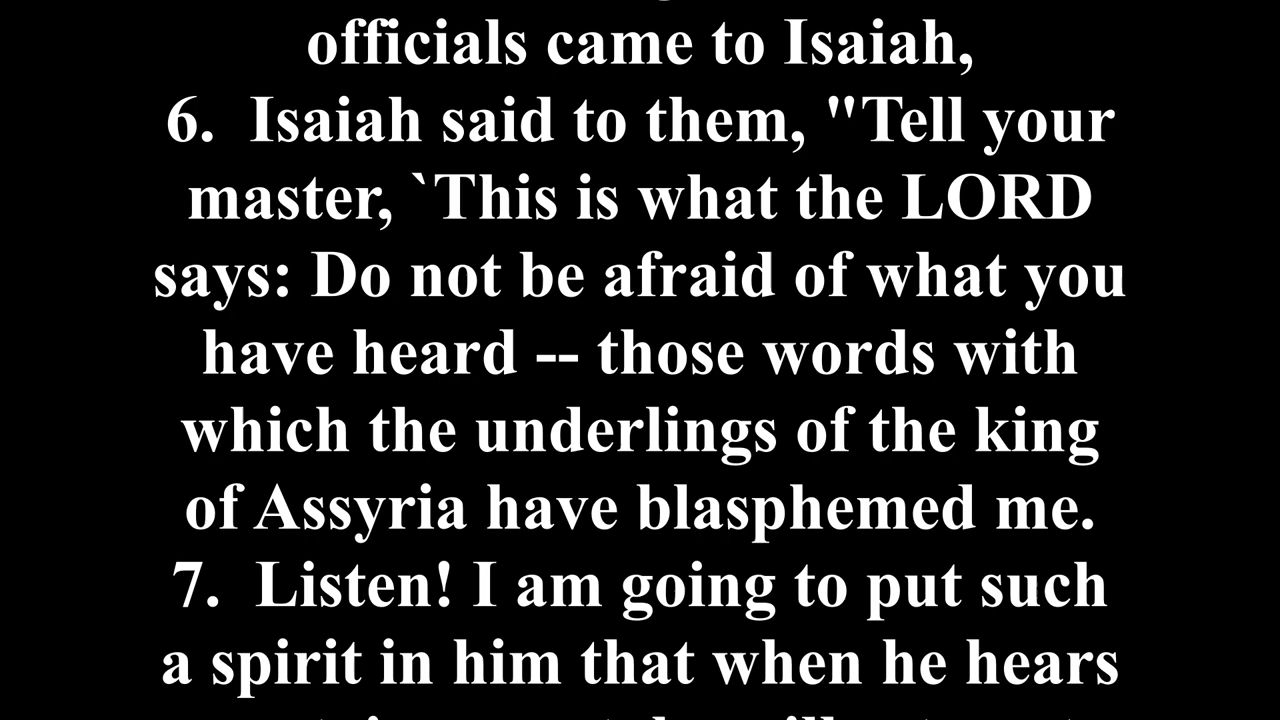 officials came to Isaiah,
6.  Isaiah said to them, "Tell your
master, `This is what the LORD
says: Do not be afraid of what you
have heard -- those words with
which the underlings of the king
of Assyria have blasphemed me.
7.  Listen! I am going to put such
a spirit in him that when he hears